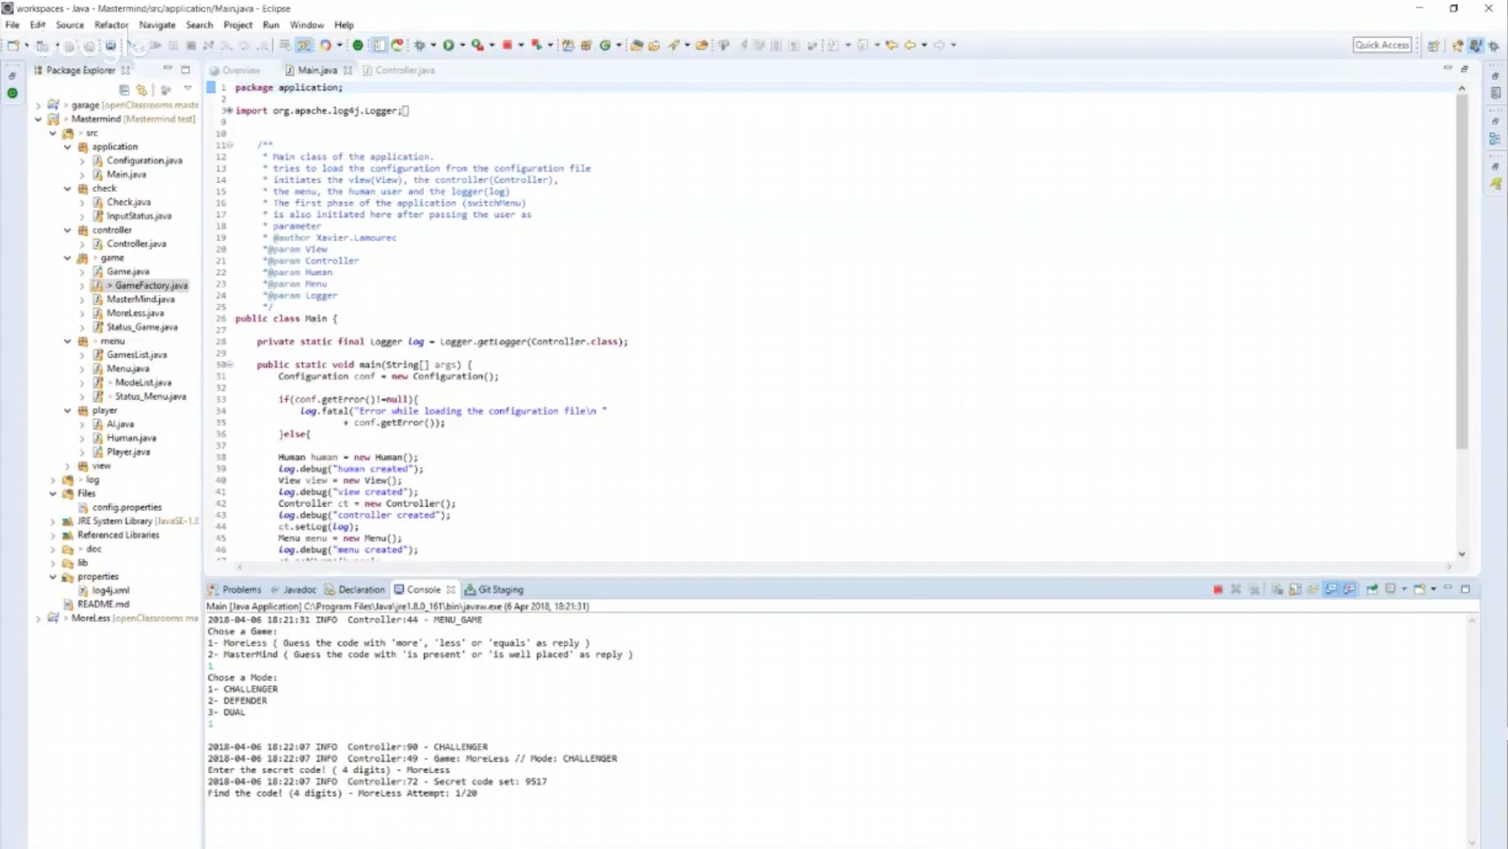 workspaces - Java - Mastermind/src/application/Main.java - Eclipse
File Edit Source Refactor Navigate Search Project Run Window Help
Quick Access
Package Explorer
garage [openClassrooms maste
Mastermind [Mastermind test]
> src
application
Configuration.java
Main.java
check
Check.java
InputStatus.java
controller
Controller.java
> game
Game.java
> GameFactory.java
MasterMind.java
MoreLess.java
Status_Game.java
> menu
GamesList.java
Menu.java
> ModeList.java
> Status_Menu.java
player
AI.java
Human.java
Player.java
view
> log
Files
config.properties
JRE System Library [JavaSE-1.8
Referenced Libraries
> doc
lib
properties
log4j.xml
README.md
> MoreLess [openClassrooms ma
Overview Main.java Controller.java
1 package application;
2
3 import org.apache.log4j.Logger;
9
10
11 /**
12 * Main class of the application.
13 * tries to load the configuration from the configuration file
14 * initiates the view(View), the controller(Controller),
15 * the menu, the human user and the logger(log)
16 * The first phase of the application (switchMenu)
17 * is also initiated here after passing the user as
18 * parameter
19 * @author Xavier.Lamourec
20 *@param View
21 *@param Controller
22 *@param Human
23 *@param Menu
24 *@param Logger
25 */
26 public class Main {
27
28 private static final Logger log = Logger.getLogger(Controller.class);
29
30 public static void main(String[] args) {
31 Configuration conf = new Configuration();
32
33 if(conf.getError()!=null){
34 log.fatal("Error while loading the configuration file\n "
35 + conf.getError());
36 }else{
37
38 Human human = new Human();
39 log.debug("human created");
40 View view = new View();
41 log.debug("view created");
42 Controller ct = new Controller();
43 log.debug("controller created");
44 ct.setLog(log);
45 Menu menu = new Menu();
46 log.debug("menu created");
Problems Javadoc Declaration Console Git Staging
Main [Java Application] C:\Program Files\Java\jre1.8.0_161\bin\javaw.exe (6 Apr 2018, 18:21:31)
2018-04-06 18:21:31 INFO Controller:44 - MENU_GAME
Chose a Game:
1- MoreLess ( Guess the code with 'more', 'less' or 'equals' as reply )
2- MasterMind ( Guess the code with 'is present' or 'is well placed' as reply )
1
Chose a Mode:
1- CHALLENGER
2- DEFENDER
3- DUAL
1
2018-04-06 18:22:07 INFO Controller:90 - CHALLENGER
2018-04-06 18:22:07 INFO Controller:49 - Game: MoreLess // Mode: CHALLENGER
Enter the secret code! ( 4 digits) - MoreLess
2018-04-06 18:22:07 INFO Controller:72 - Secret code set: 9517
Find the code! (4 digits) - MoreLess Attempt: 1/20